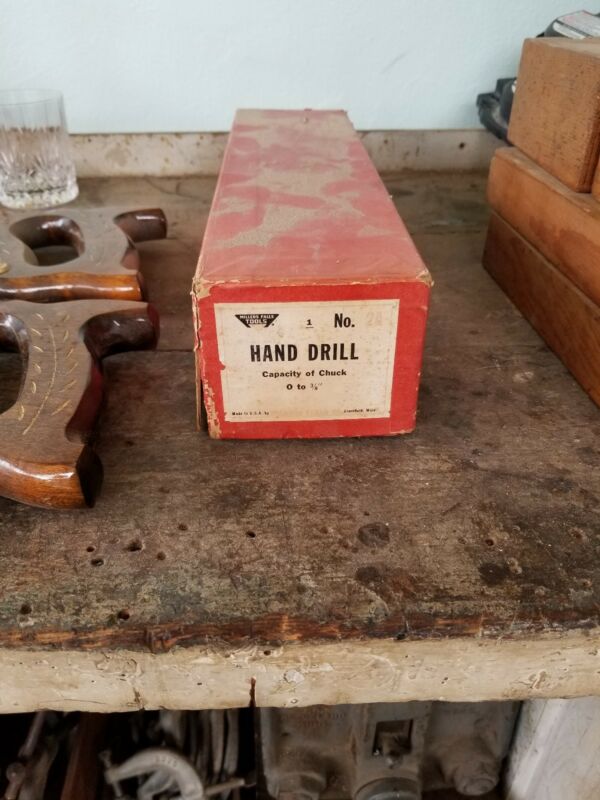 MILLERS FALLS
TOOLS
1 No. 2A
HAND DRILL
Capacity of Chuck
0 to 3/8"
Made in U.S.A. by Greenfield, Mass.